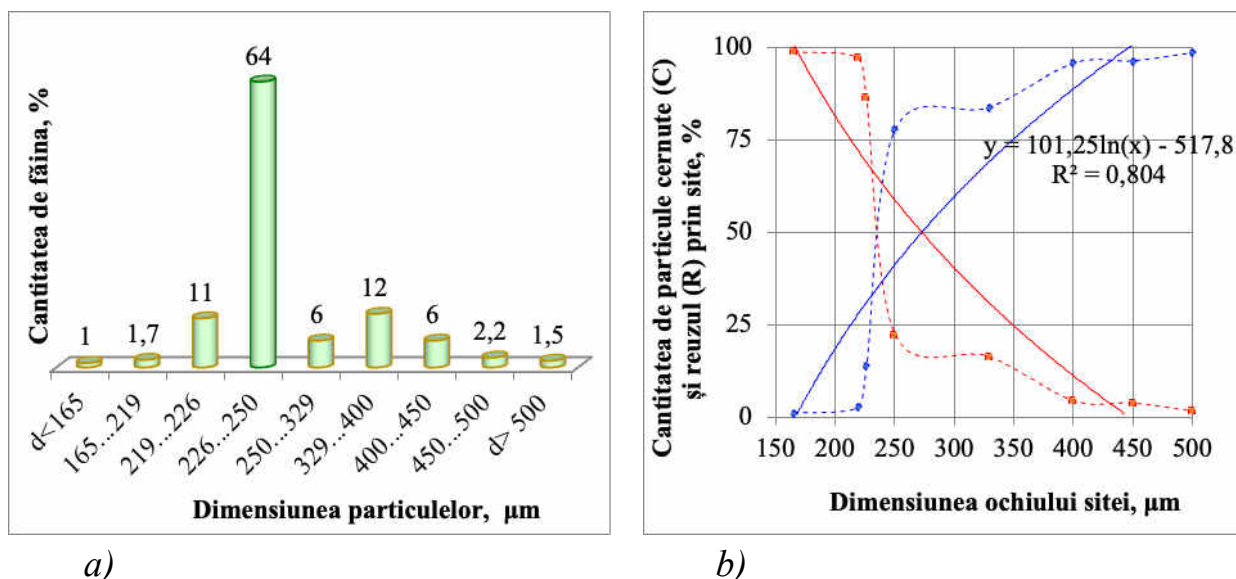 Cantitatea de făina, %
64
11
12
6
6
1
1,7
2,2
1,5
d<165
165...219
219...226
226...250
250...329
329...400
400...450
450...500
d> 500
Dimensiunea particulelor, µm
a)
Canțitatea de particule cernute (C)
și reuzul (R) prin site, %
100
75
50
25
0
y = 101,25ln(x) - 517,8
R² = 0,804
150 200 250 300 350 400 450 500
Dimensiunea ochiului sitei, µm
b)